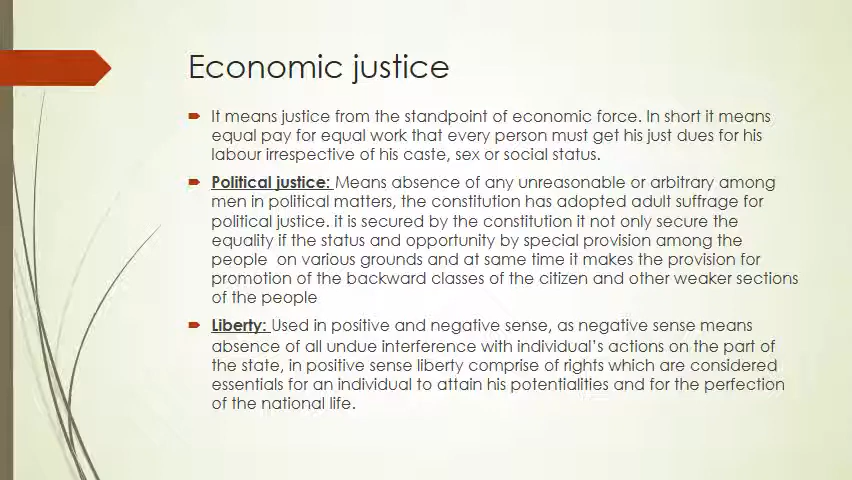 Economic justice
It means justice from the standpoint of economic force. In short it means
equal pay for equal work that every person must get his just dues for his
labour irrespective of his caste, sex or social status.
Political justice: Means absence of any unreasonable or arbitrary among
men in political matters, the constitution has adopted adult suffrage for
political justice. it is secured by the constitution it not only secure the
equality if the status and opportunity by special provision among the
people on various grounds and at same time it makes the provision for
promotion of the backward classes of the citizen and other weaker sections
of the people
Liberty: Used in positive and negative sense, as negative sense means
absence of all undue interference with individual's actions on the part of
the state, in positive sense liberty comprise of rights which are considered
essentials for an individual to attain his potentialities and for the perfection
of the national life.